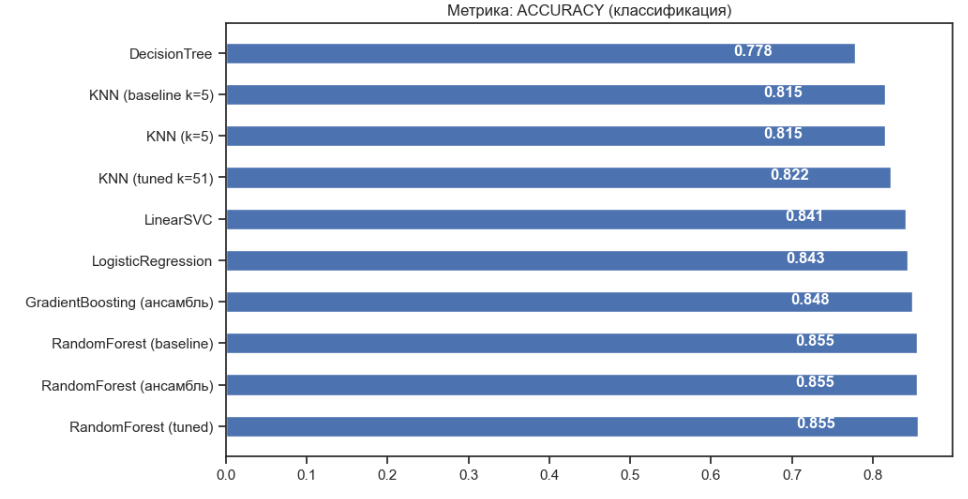 Метрика: ACCURACY (классификация)
DecisionTree 0.778
KNN (baseline k=5) 0.815
KNN (k=5) 0.815
KNN (tuned k=51) 0.822
LinearSVC 0.841
LogisticRegression 0.843
GradientBoosting (ансамбль) 0.848
RandomForest (baseline) 0.855
RandomForest (ансамбль) 0.855
RandomForest (tuned) 0.855
0.0 0.1 0.2 0.3 0.4 0.5 0.6 0.7 0.8